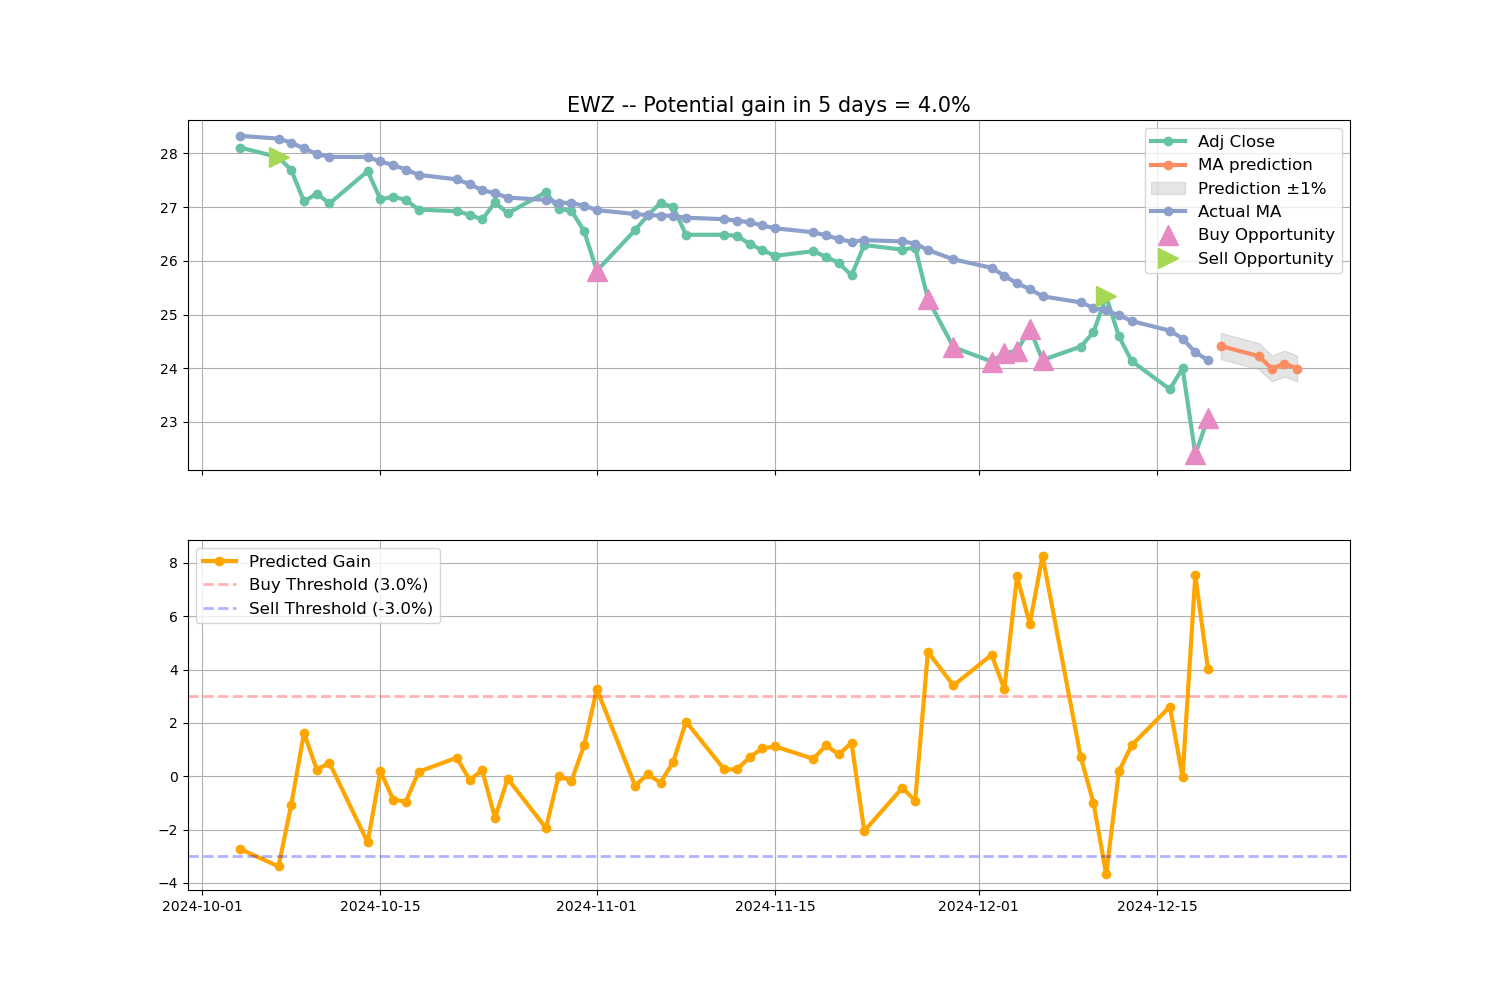 EWZ -- Potential gain in 5 days = 4.0%
28
27
26
25
24
23
Adj Close
MA prediction
Prediction ±1%
Actual MA
Buy Opportunity
Sell Opportunity
8
6
4
2
0
−2
−4
Predicted Gain
Buy Threshold (3.0%)
Sell Threshold (-3.0%)
2024-10-01
2024-10-15
2024-11-01
2024-11-15
2024-12-01
2024-12-15